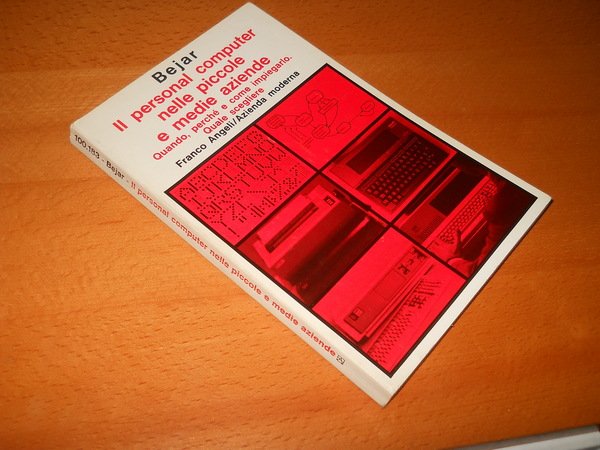 Bejar
Il personal computer
nelle piccole
e medie aziende
Quando, perché e come impiegarlo.
Quale scegliere
Franco Angeli/Azienda moderna
100.183 - Bejar - Il personal computer nelle piccole e medie aziende